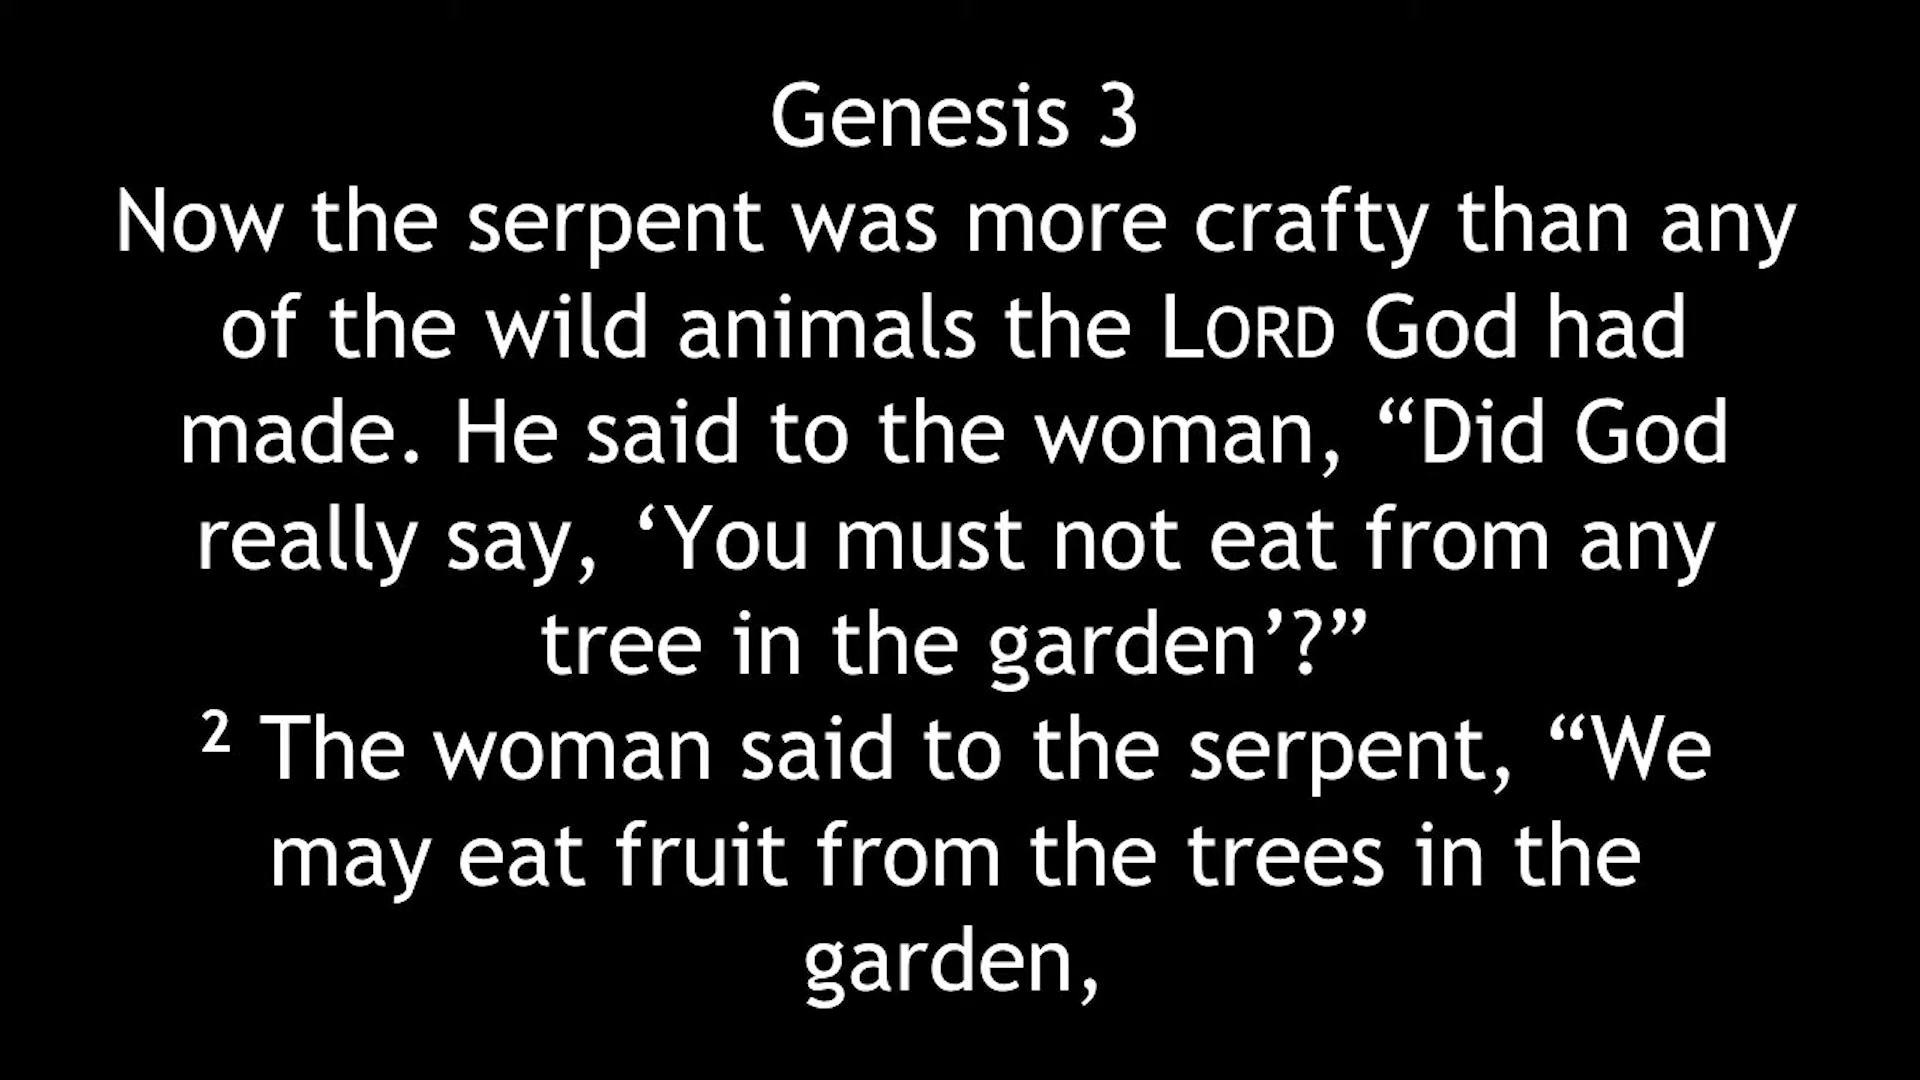 Genesis 3
Now the serpent was more crafty than any
of the wild animals the LORD God had
made. He said to the woman, “Did God
really say, ‘You must not eat from any
tree in the garden’?”
² The woman said to the serpent, “We
may eat fruit from the trees in the
garden,